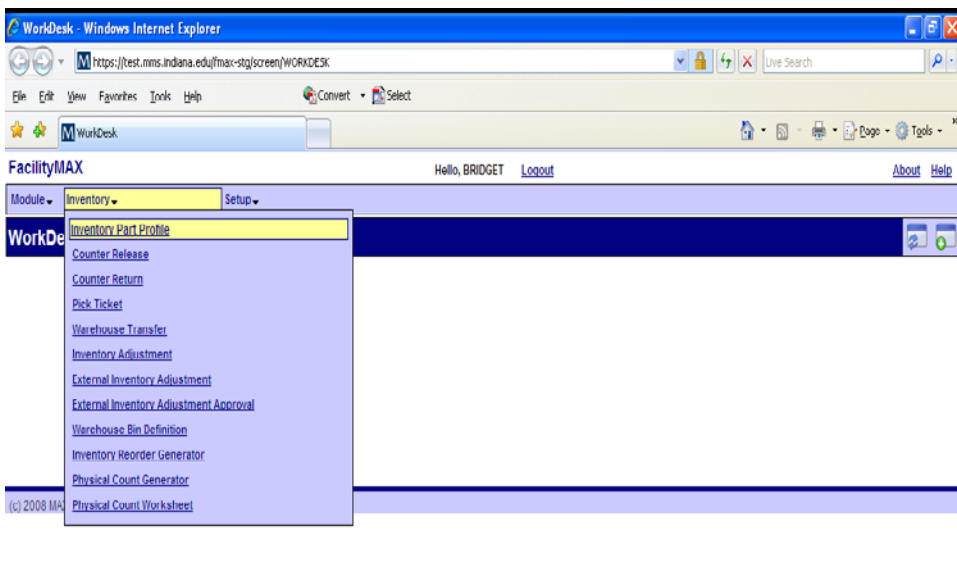 WorkDesk - Windows Internet Explorer
https://test.mms.indiana.edu/fmax-stg/screen/WORKDESK
Live Search
File Edit View Favorites Tools Help
Convert Select
WorkDesk
Page Tools
FacilityMAX
Hello, BRIDGET Logout
About Help
Module Inventory Setup
WorkDe
Inventory Part Profile
Counter Release
Counter Return
Pick Ticket
Warehouse Transfer
Inventory Adjustment
External Inventory Adjustment
External Inventory Adjustment Approval
Warehouse Bin Definition
Inventory Reorder Generator
Physical Count Generator
Physical Count Worksheet
(c) 2008 MA